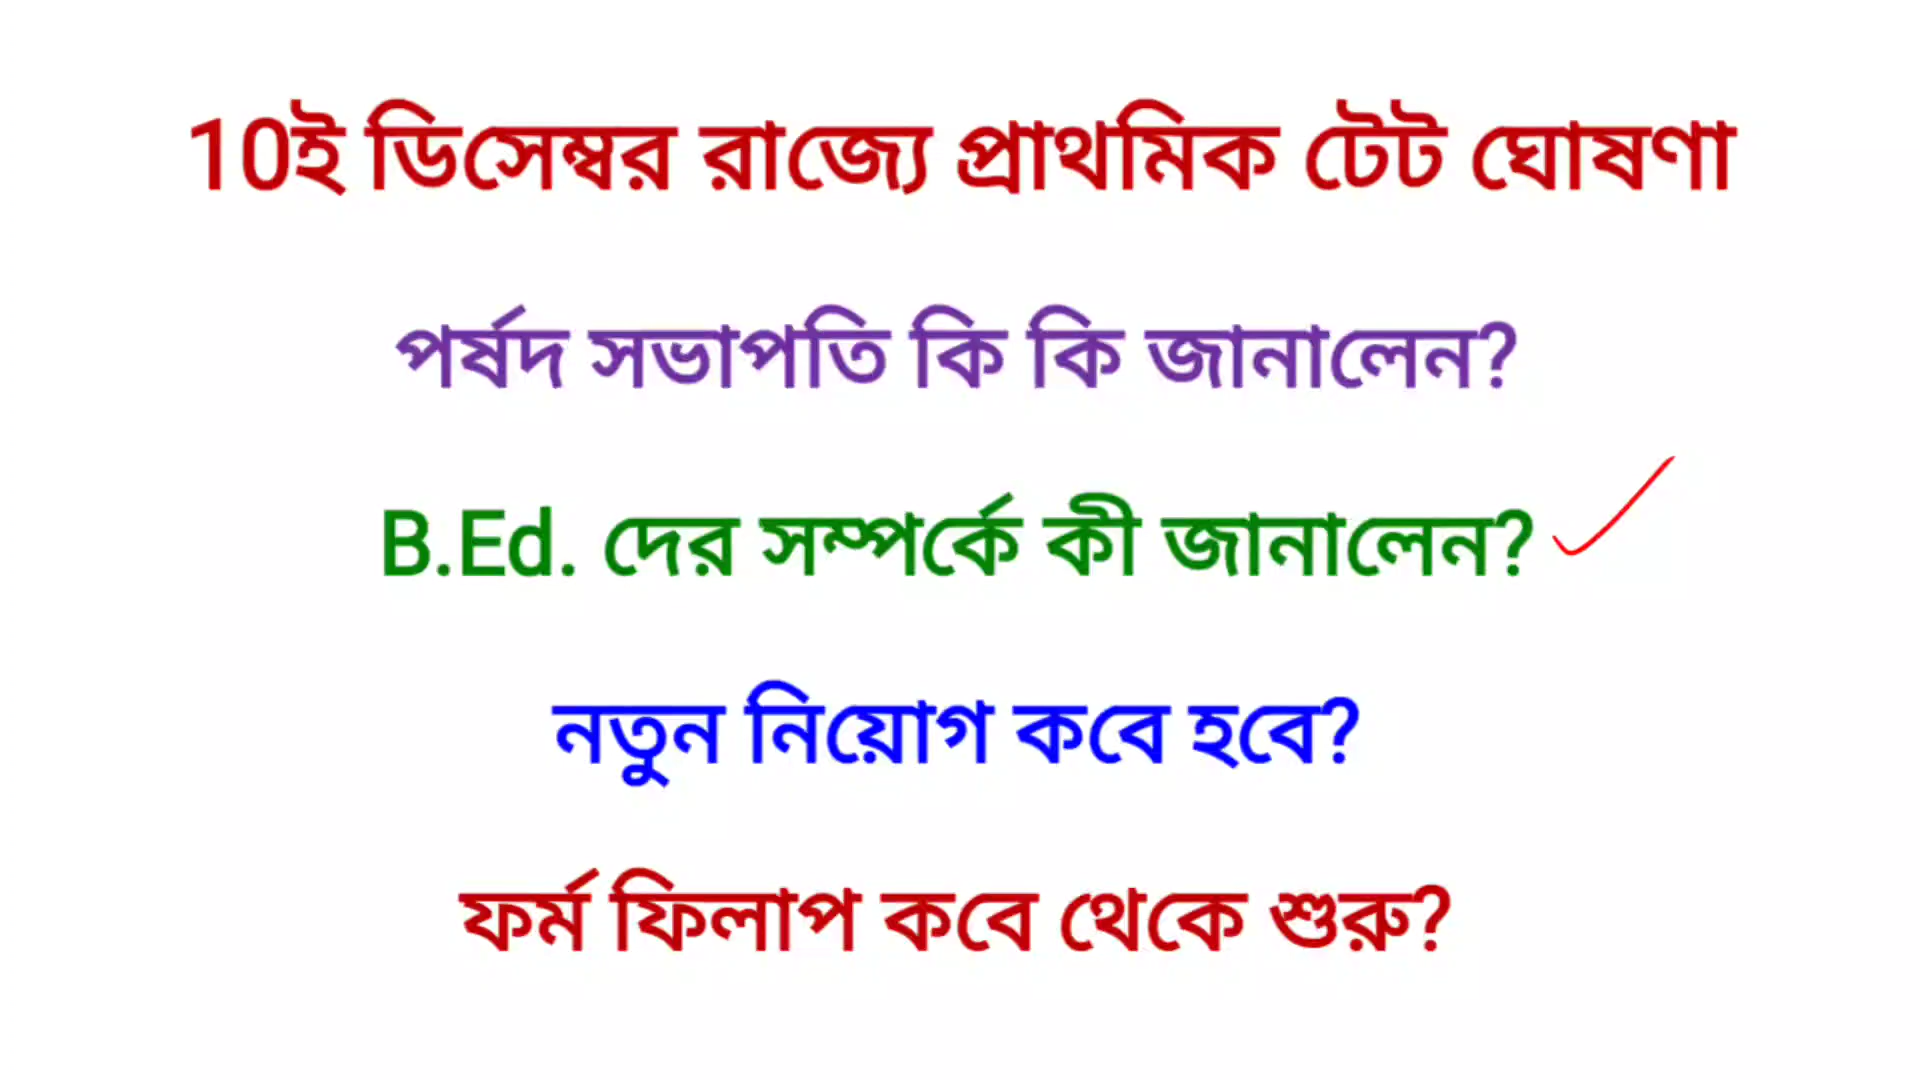 10ই ডিসেম্বর রাজ্যে প্রাথমিক টেট ঘোষণা
পর্ষদ সভাপতি কি কি জানালেন?
B.Ed. দের সম্পর্কে কী জানালেন?
নতুন নিয়োগ কবে হবে?
ফর্ম ফিলাপ কবে থেকে শুরু?